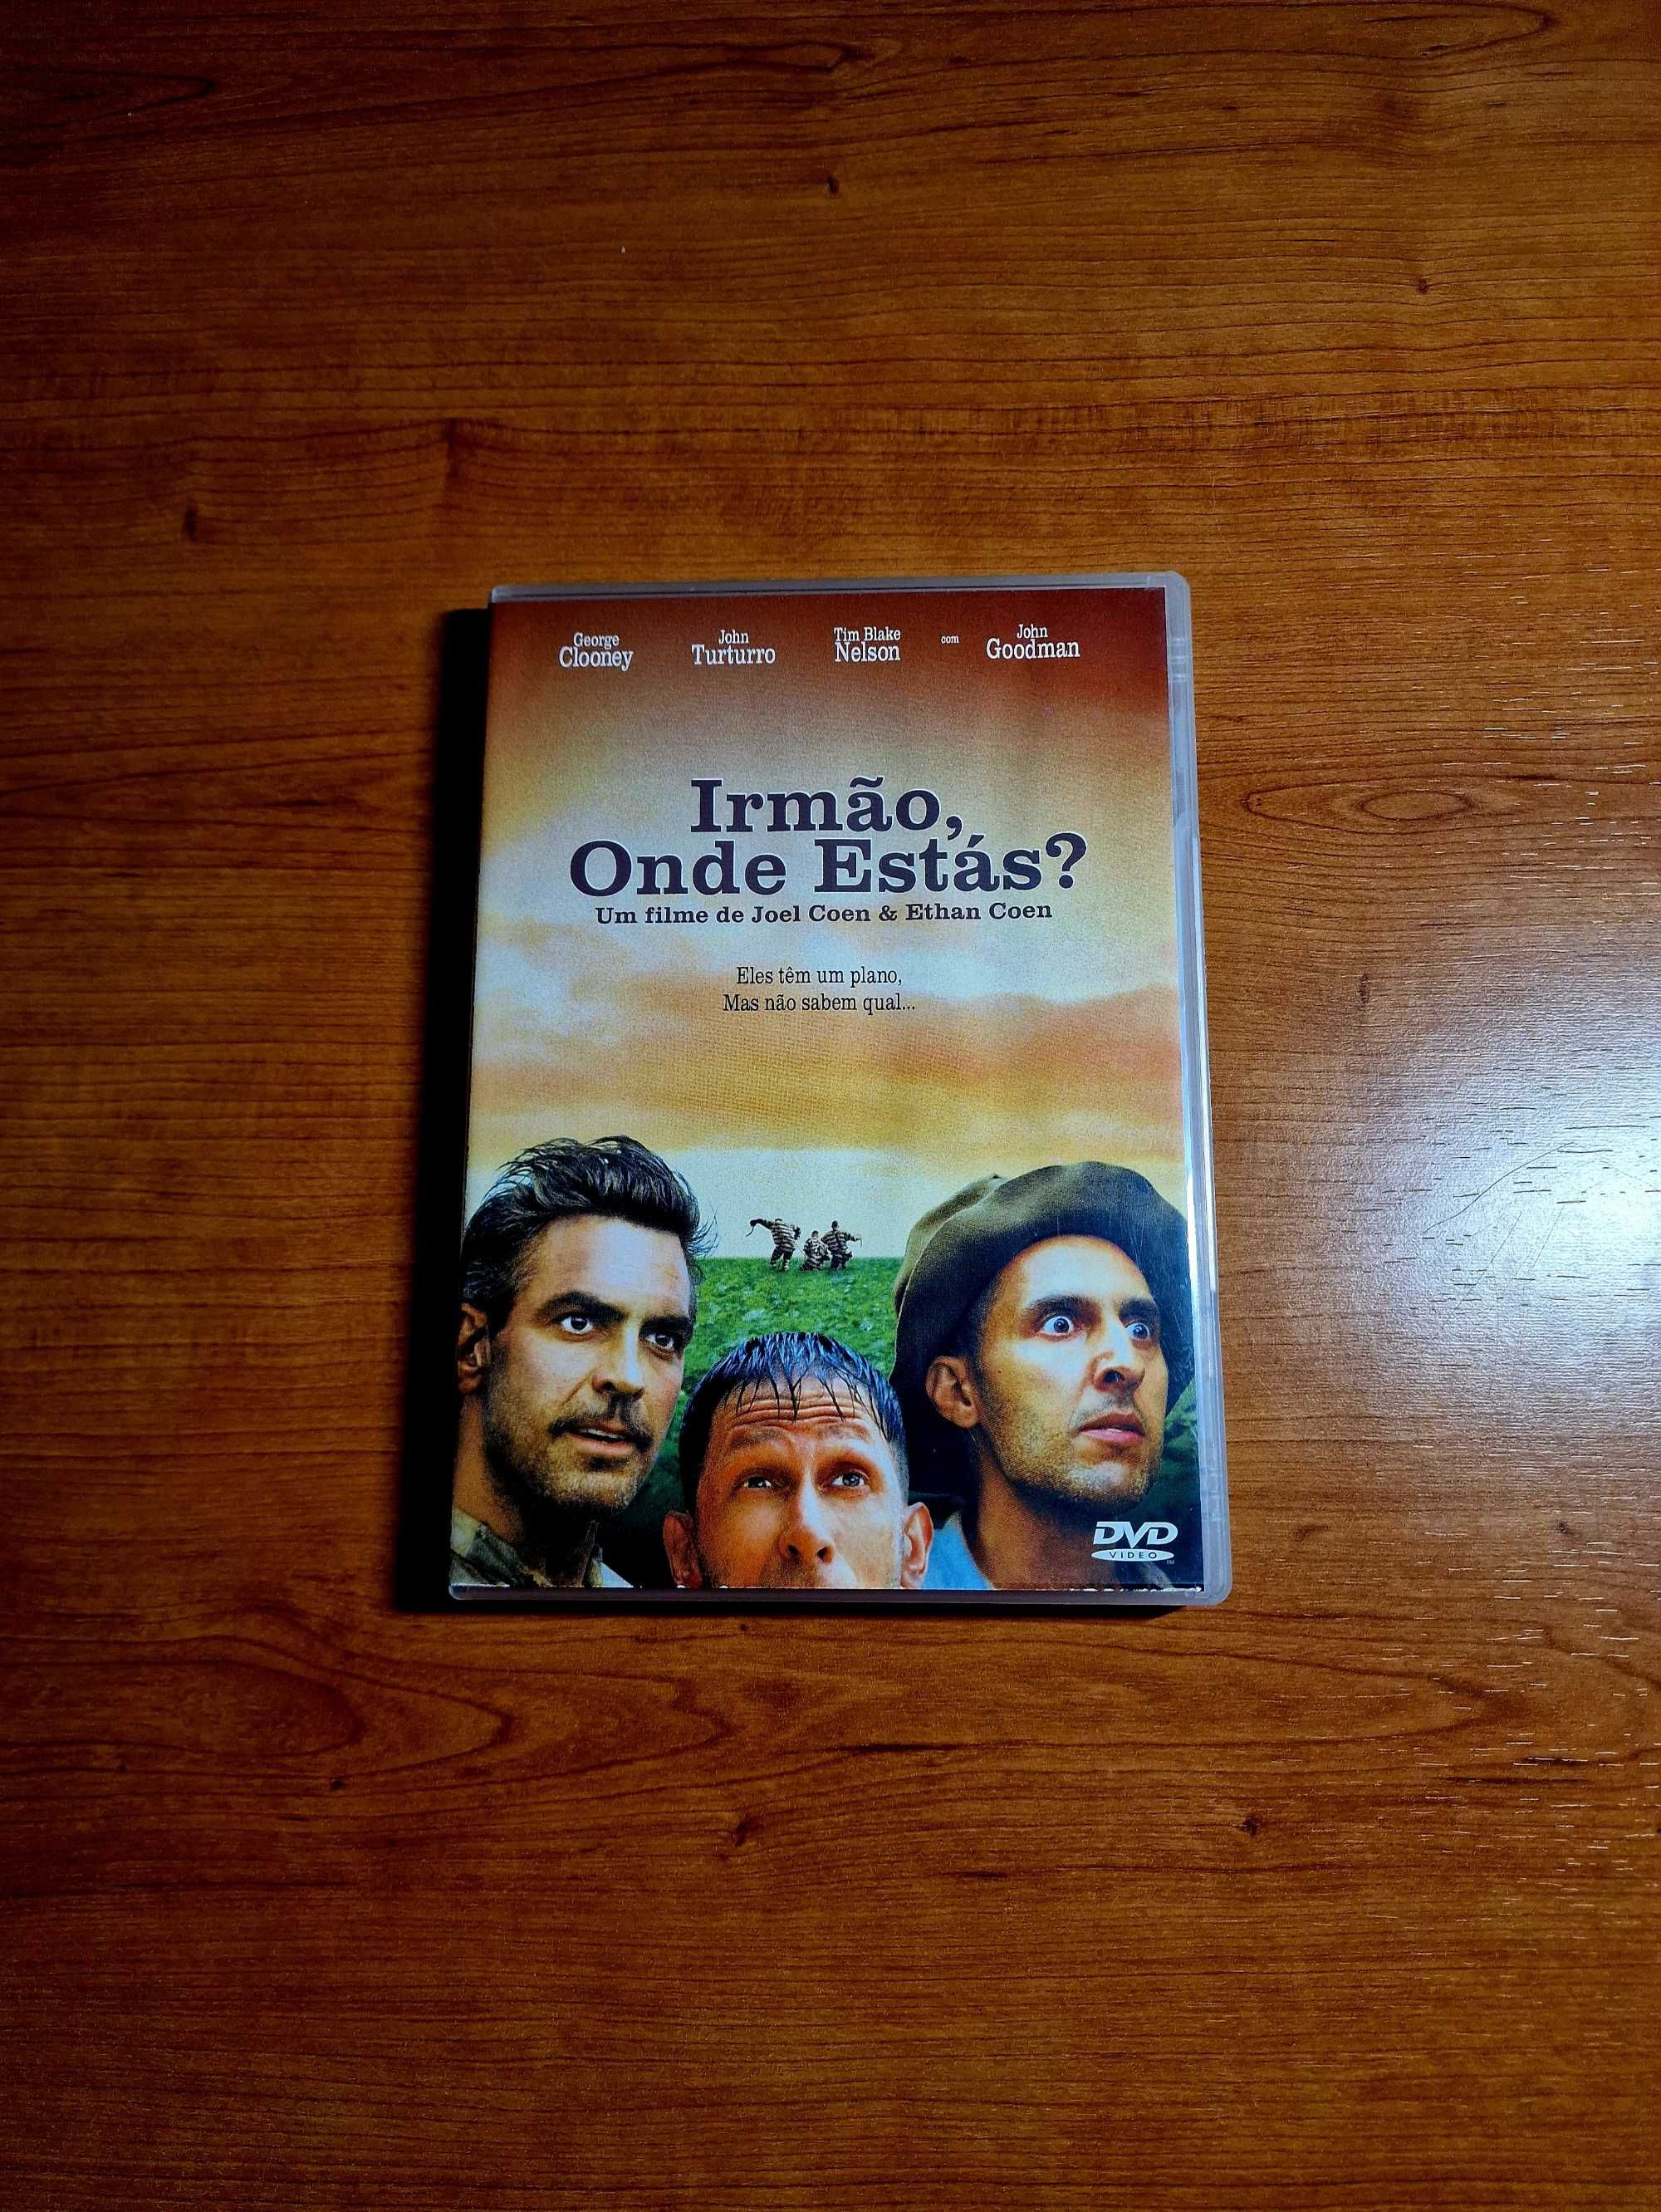 George Clooney
John Turturro
Tim Blake Nelson
com
John Goodman
Irmão,
Onde Estás?
Um filme de Joel Coen & Ethan Coen
Eles têm um plano,
Mas não sabem qual...
DVD
VIDEO
TM